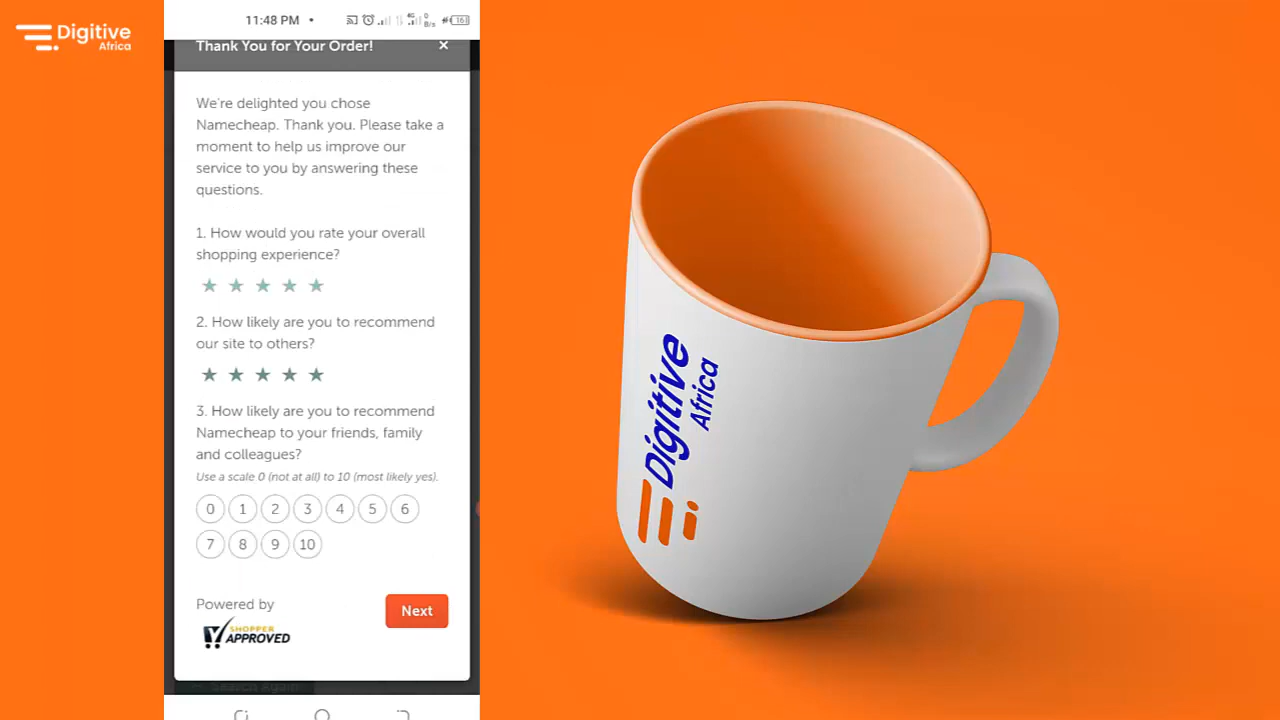 Digitive
Africa
11:48 PM
Thank You for Your Order!
We're delighted you chose
Namecheap. Thank you. Please take a
moment to help us improve our
service to you by answering these
questions.
1. How would you rate your overall
shopping experience?
2. How likely are you to recommend
our site to others?
3. How likely are you to recommend
Namecheap to your friends, family
and colleagues?
Use a scale 0 (not at all) to 10 (most likely yes).
0 1 2 3 4 5 6
7 8 9 10
Powered by
Next
SHOPPER
APPROVED
Search Again
Digitive
Africa